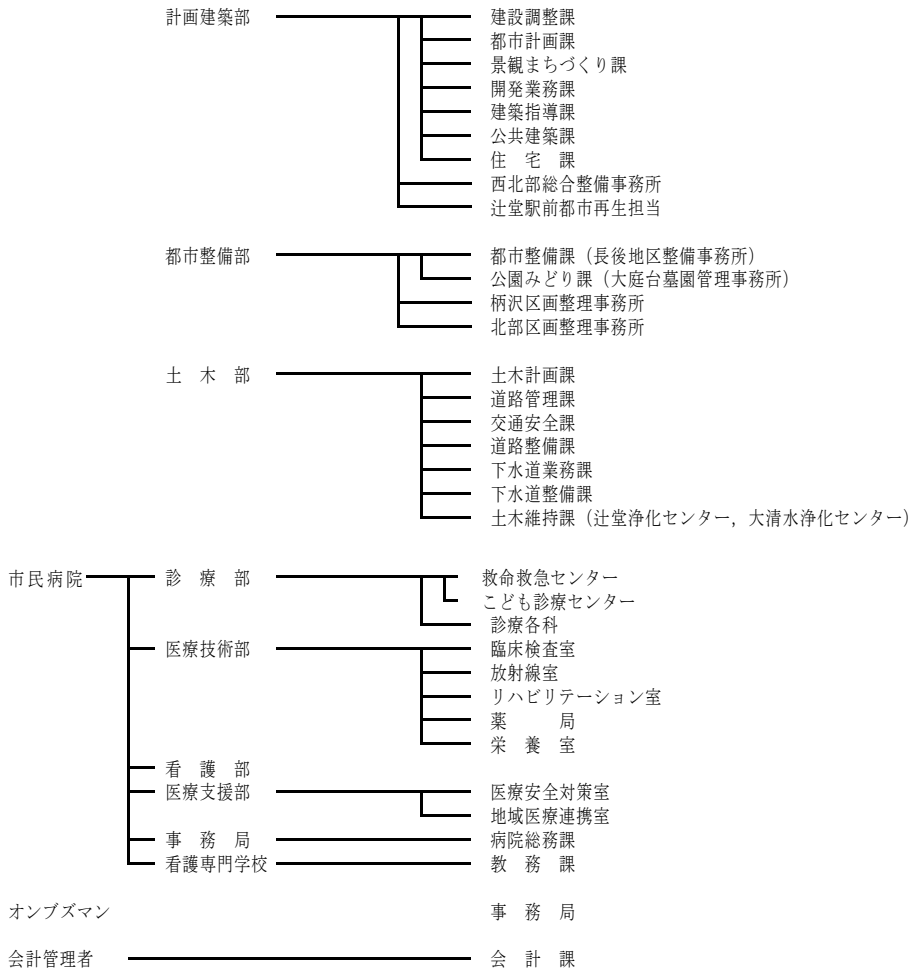 計画建築部 建設調整課
都市計画課
景観まちづくり課
開発業務課
建築指導課
公共建築課
住　宅　課
西北部総合整備事務所
辻堂駅前都市再生担当
都市整備部 都市整備課（長後地区整備事務所）
公園みどり課（大庭台墓園管理事務所）
柄沢区画整理事務所
北部区画整理事務所
土　木　部 土木計画課
道路管理課
交通安全課
道路整備課
下水道業務課
下水道整備課
土木維持課（辻堂浄化センター，大清水浄化センター）
市民病院 診　療　部 救命救急センター
こども診療センター
診療各科
医療技術部 臨床検査室
放射線室
リハビリテーション室
薬　　　局
栄　養　室
看　護　部
医療支援部 医療安全対策室
地域医療連携室
事　務　局 病院総務課
看護専門学校 教　務　課
オンブズマン 事　務　局
会計管理者 会　計　課